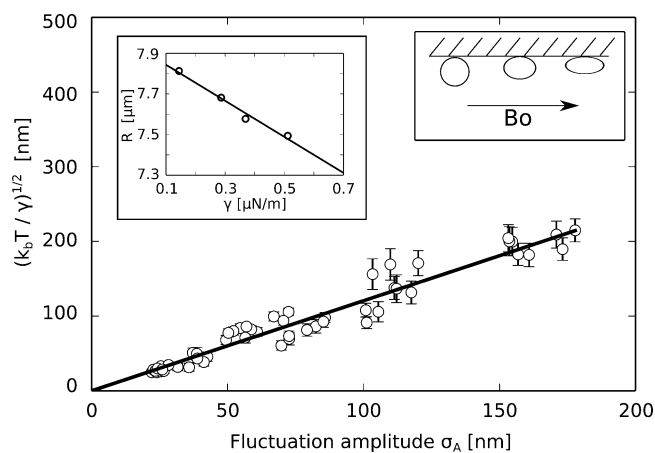 500
400
300
200
100
0
(k_bT / γ)^1/2 [nm]
0 50 100 150 200
Fluctuation amplitude σ_A [nm]
7.9
7.7
7.5
7.3
R [µm]
0.1 0.3 0.5 0.7
γ [µN/m]
Bo